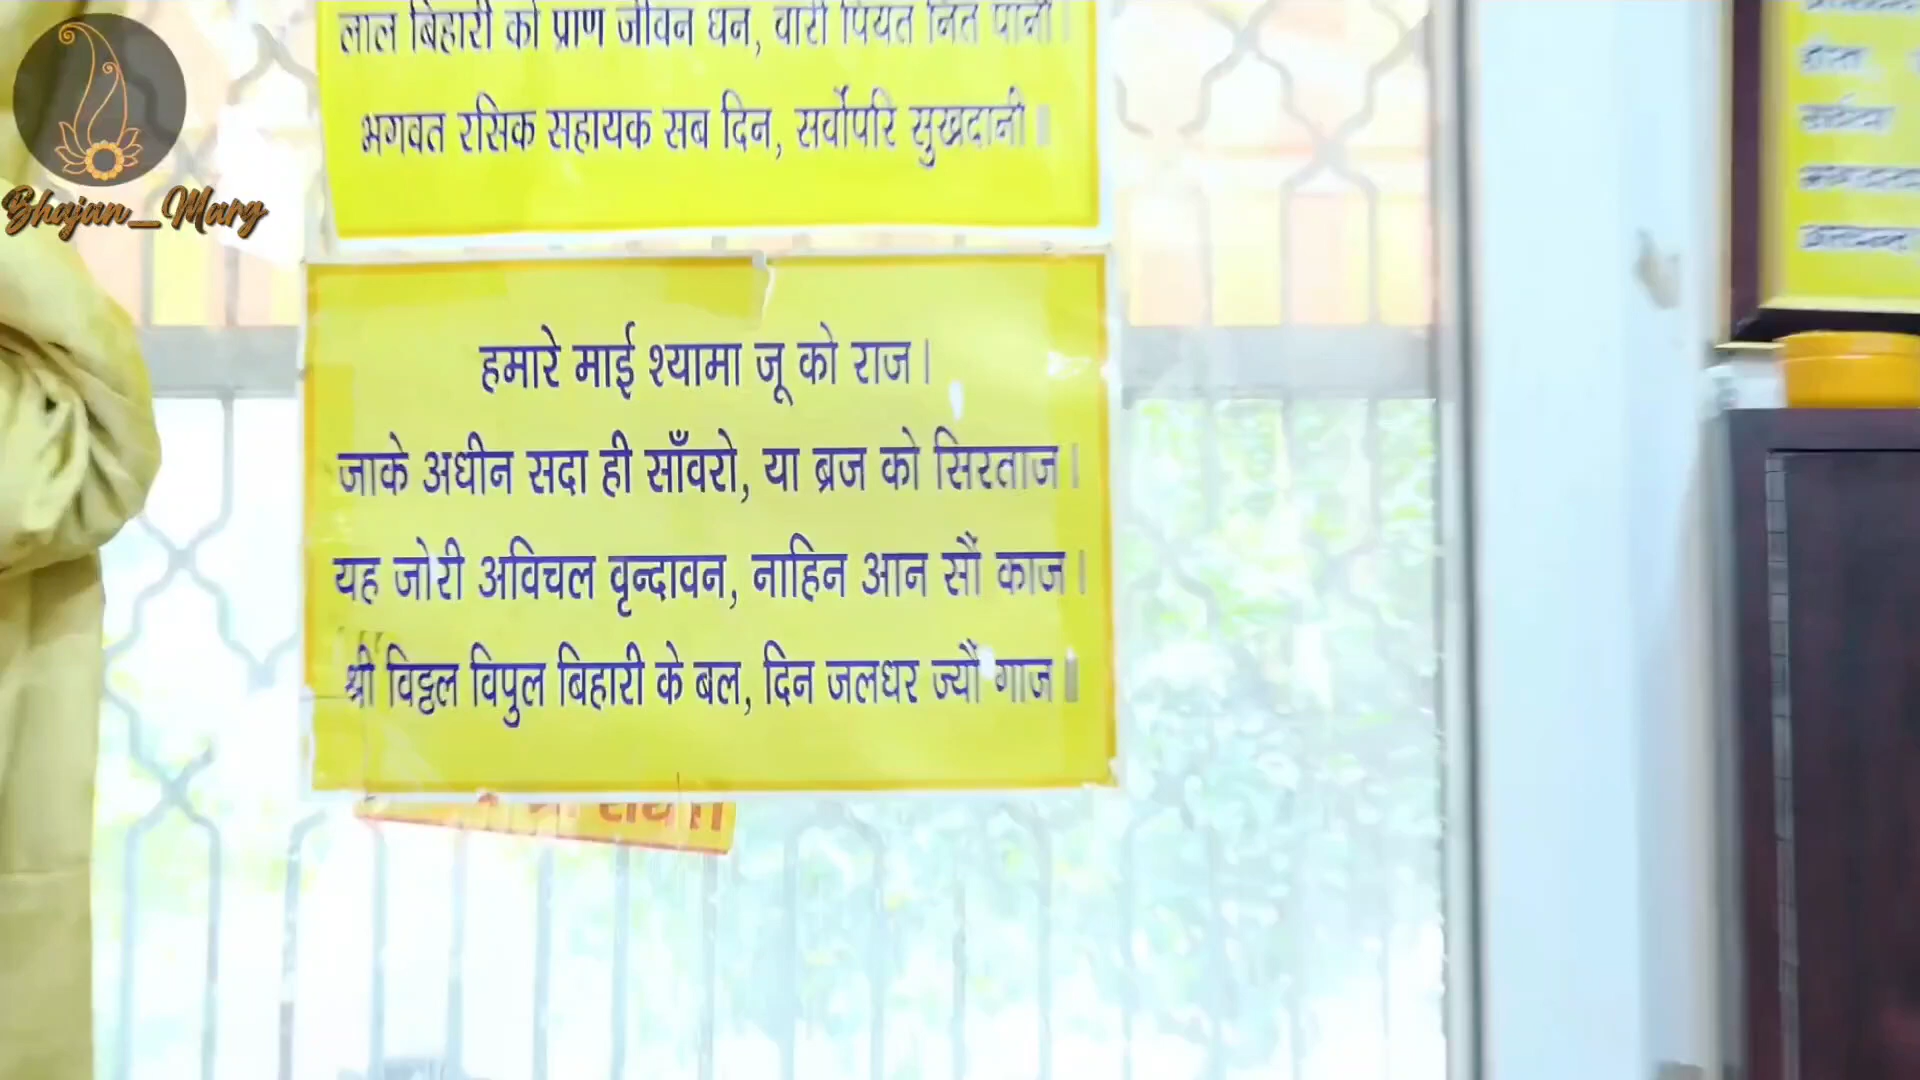 लाल बिहारी को प्राण जीवन धन, वारी पियत नित पानी।
भगवत रसिक सहायक सब दिन, सर्वोपरि सुखदानी॥
Bhajan_Marg
हमारे माई श्यामा जू को राज।
जाके अधीन सदा ही साँवरो, या ब्रज को सिरताज।
यह जोरी अविचल वृन्दावन, नाहिन आन सौं काज।
श्री विट्ठल विपुल बिहारी के बल, दिन जलधर ज्यौं गाज॥